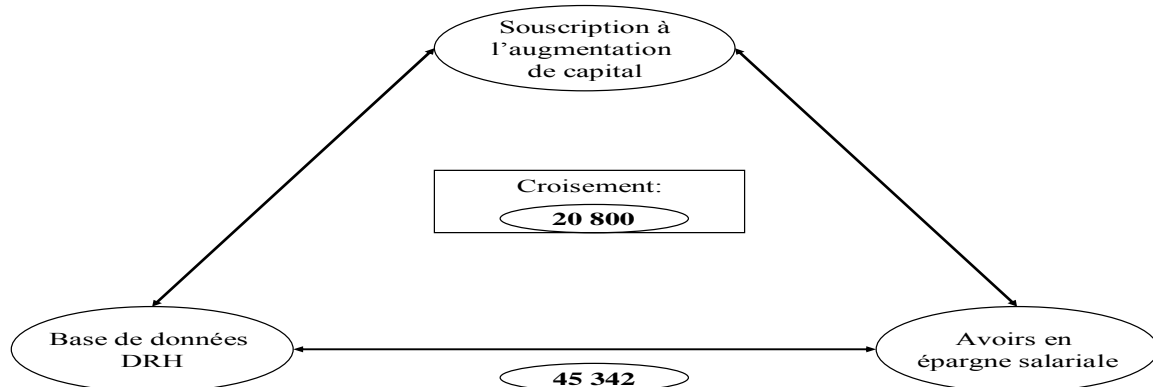 Souscription à
l'augmentation
de capital
Croisement:
20 800
Base de données
DRH
Avoirs en
épargne salariale
45 342